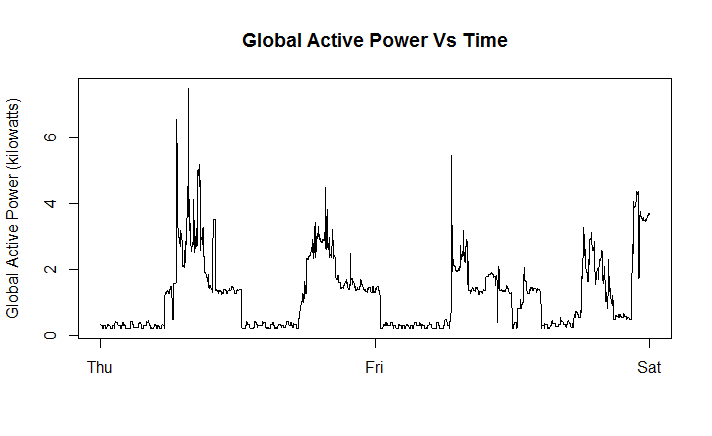 Global Active Power Vs Time
Global Active Power (kilowatts)
6
4
2
0
Thu Fri Sat